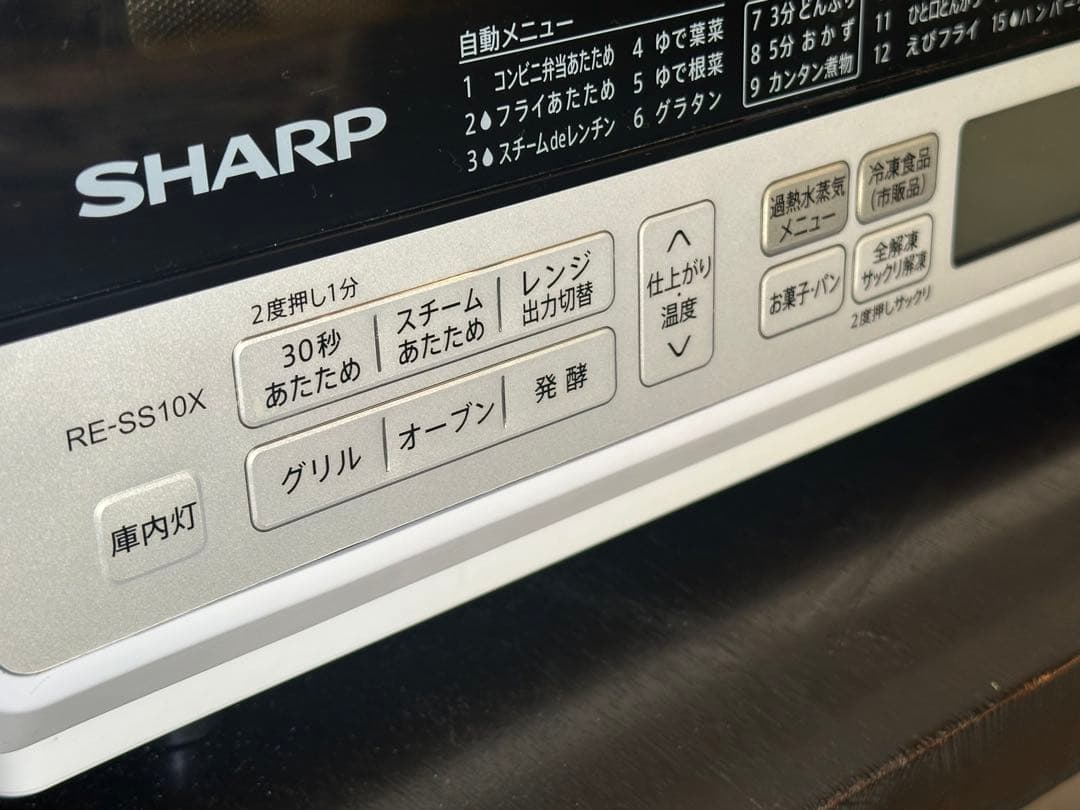 SHARP
自動メニュー
1 コンビニ弁当あたため
2 フライあたため
3 スチームdeレンチン
4 ゆで葉菜
5 ゆで根菜
6 グラタン
7 3分どんぶり
8 5分おかず
9 カンタン煮物
11
12 えびフライ
15
RE-SS10X
庫内灯
2度押し1分
30秒
あたため
スチーム
あたため
レンジ
出力切替
グリル
オーブン
発酵
仕上がり
・
温度
過熱水蒸気
メニュー
冷凍食品
(市販品)
お菓子・パン
全解凍
サックリ解凍
2度押しサックリ